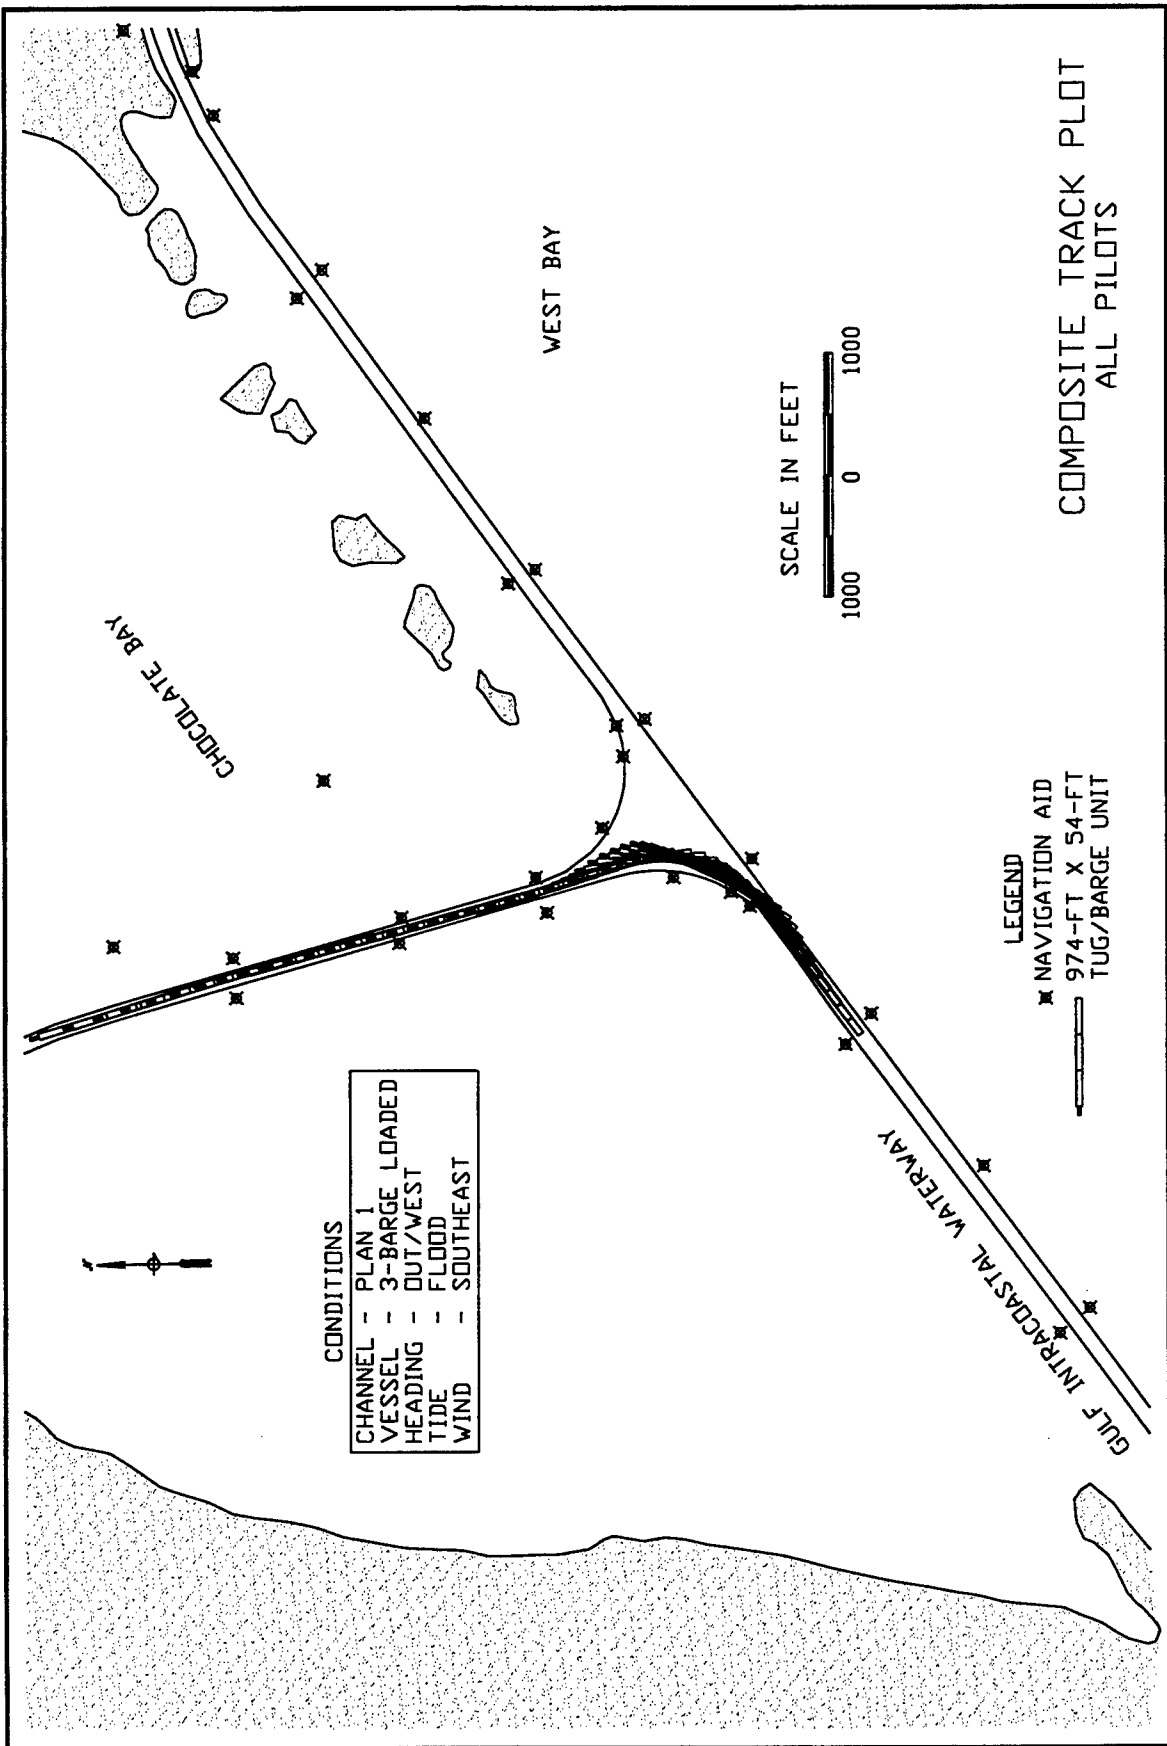 CHOCOLATE BAY
WEST BAY
CONDITIONS
CHANNEL - PLAN 1
VESSEL - 3-BARGE LOADED
HEADING - OUT/WEST
TIDE - FLOOD
WIND - SOUTHEAST
N
SCALE IN FEET
1000 0 1000
GULF INTRACOASTAL WATERWAY
LEGEND
NAVIGATION AID
974-FT X 54-FT
TUG/BARGE UNIT
COMPOSITE TRACK PLOT
ALL PILOTS